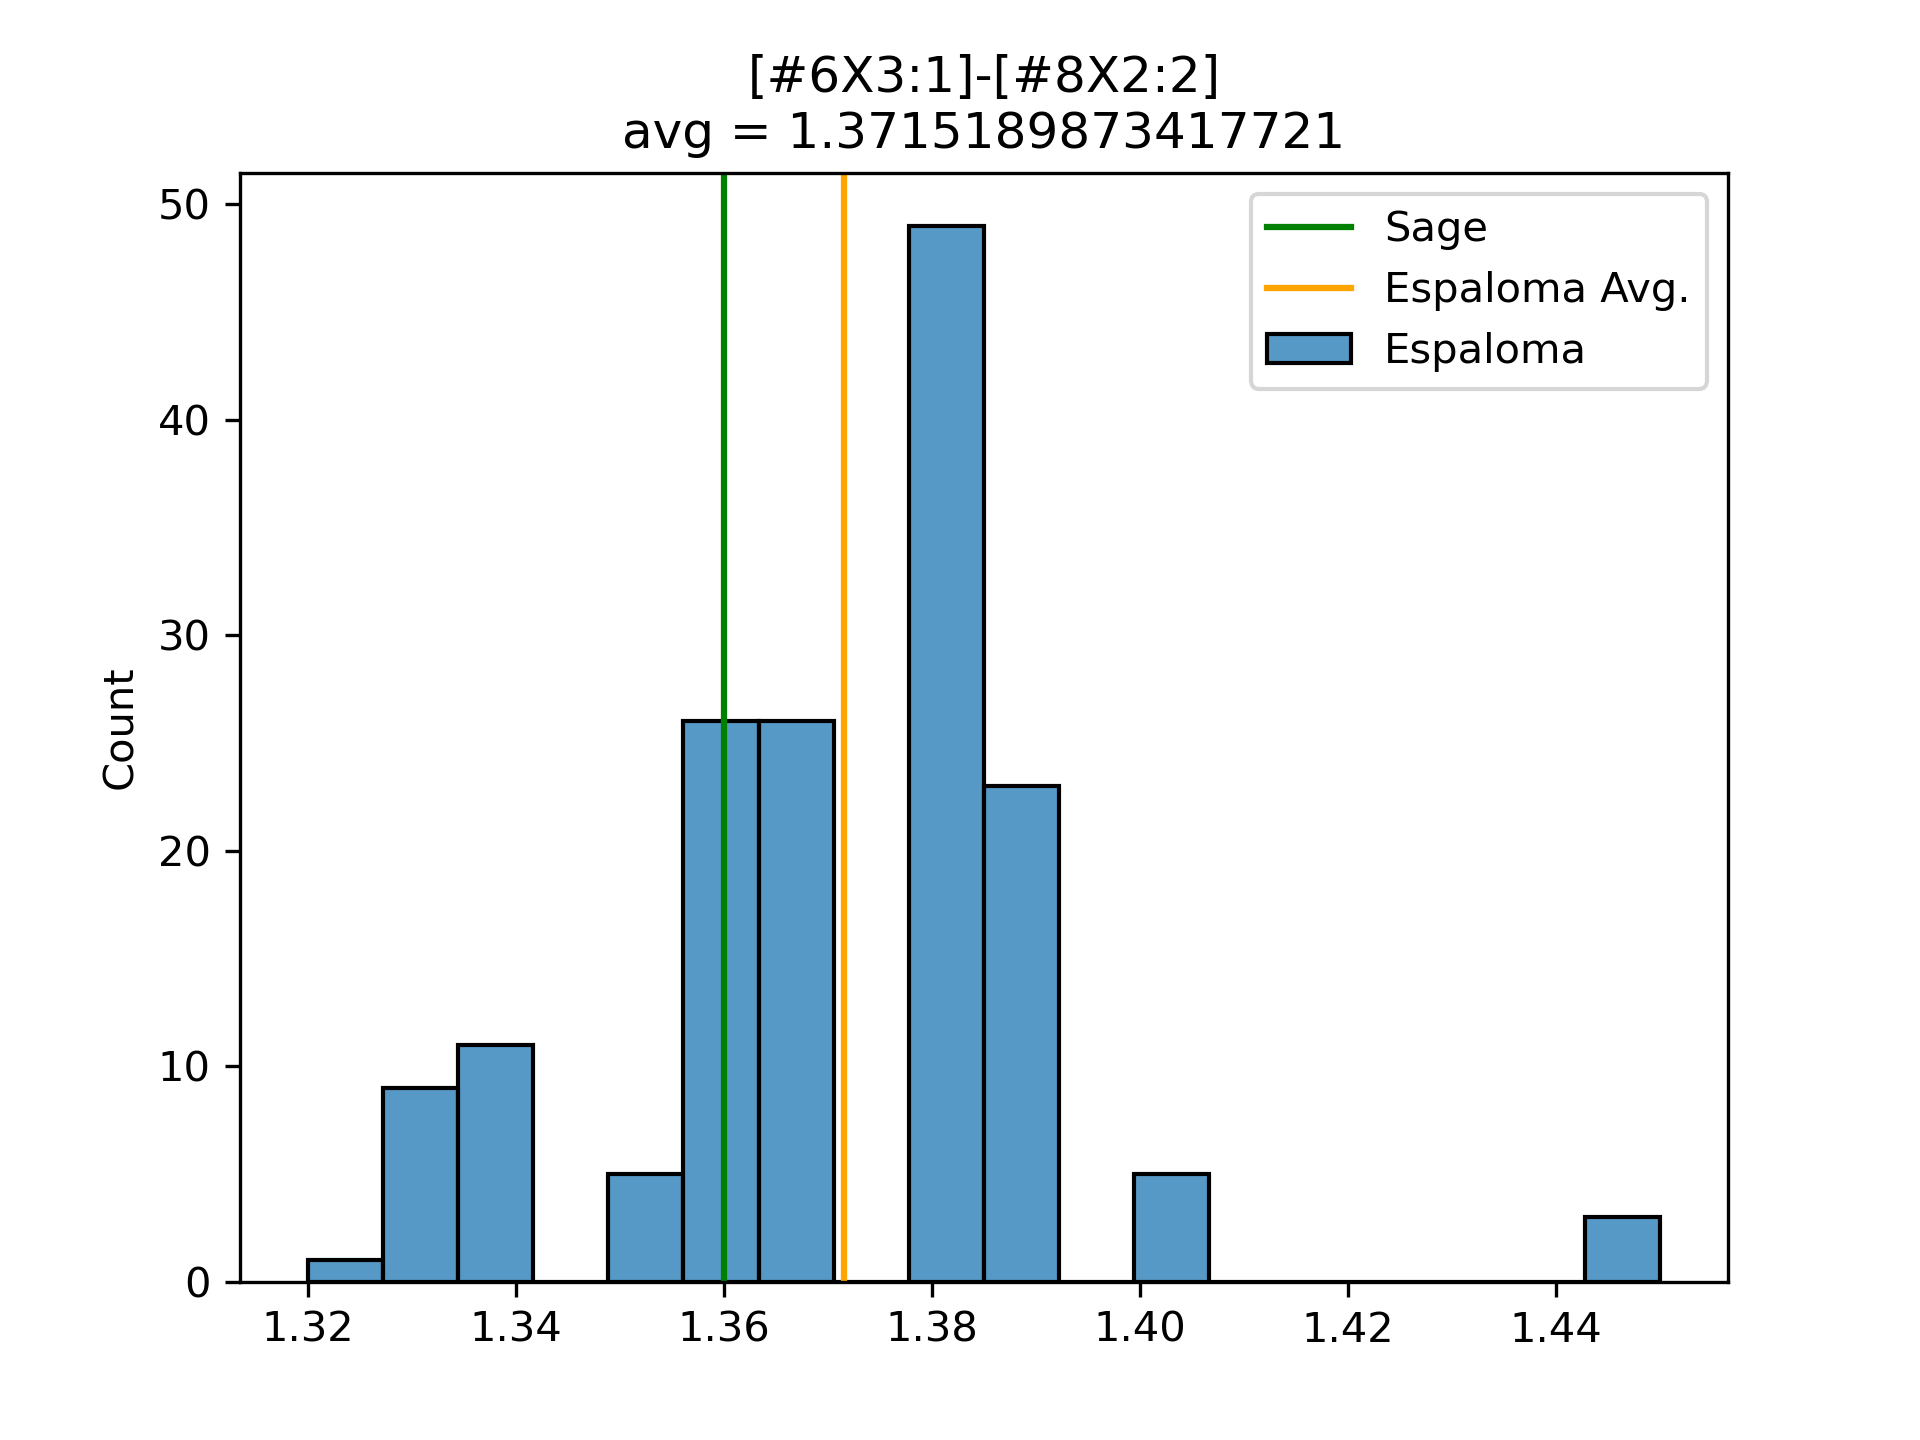 [#6X3:1]-[#8X2:2]
avg = 1.3715189873417721
Sage
Espaloma Avg.
Espaloma
Count
50
40
30
20
10
0
1.32 1.34 1.36 1.38 1.40 1.42 1.44